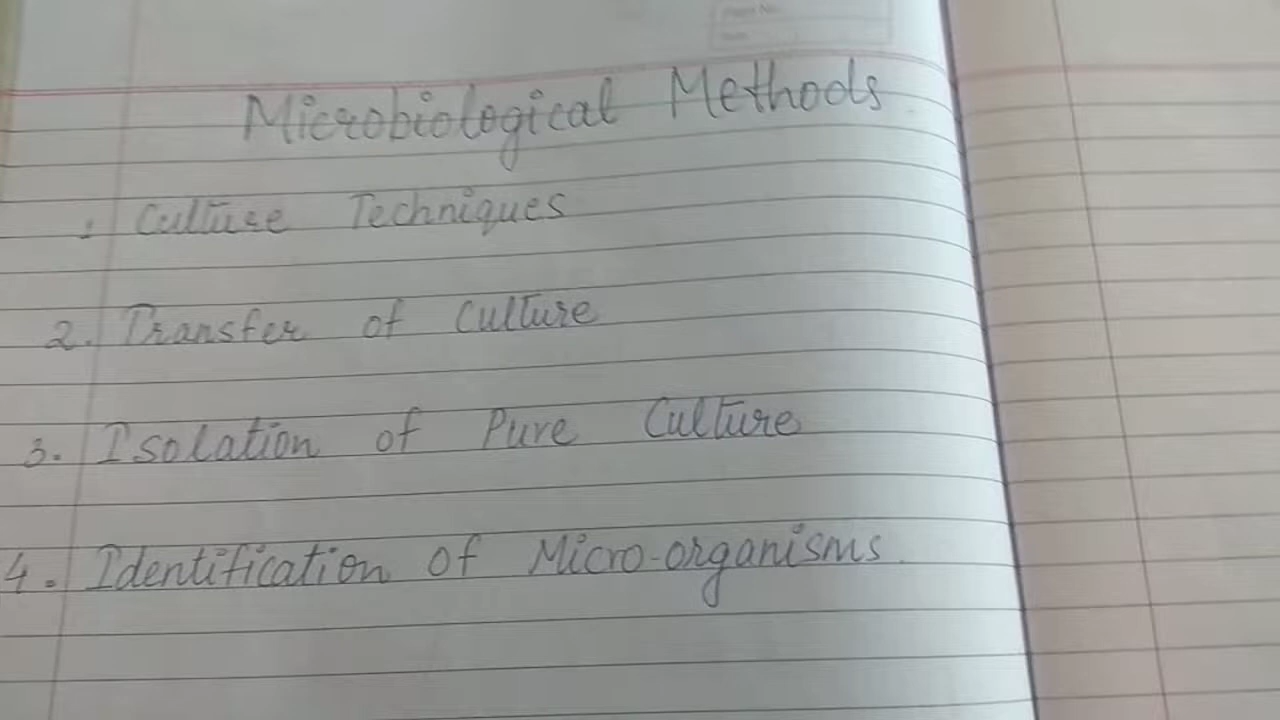 Microbiological Methods
1. Culture Techniques
2. Transfer of Culture
3. Isolation of Pure Culture
4. Identification of Micro-organisms.